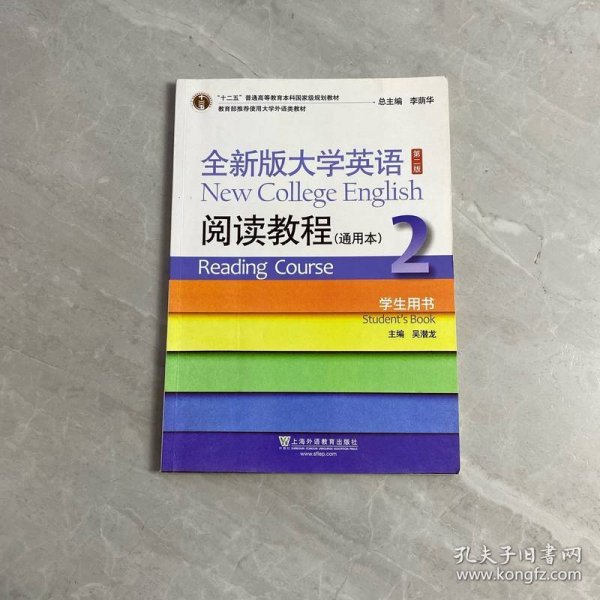 "十二五"普通高等教育本科国家级规划教材
教育部推荐使用大学外语类教材
总主编 李荫华
全新版大学英语 第二版
New College English
阅读教程(通用本) 2
Reading Course
学生用书
Student's Book
主编 吴潜龙
上海外语教育出版社
www.sflep.com
孔夫子旧书网
www.kongfz.com